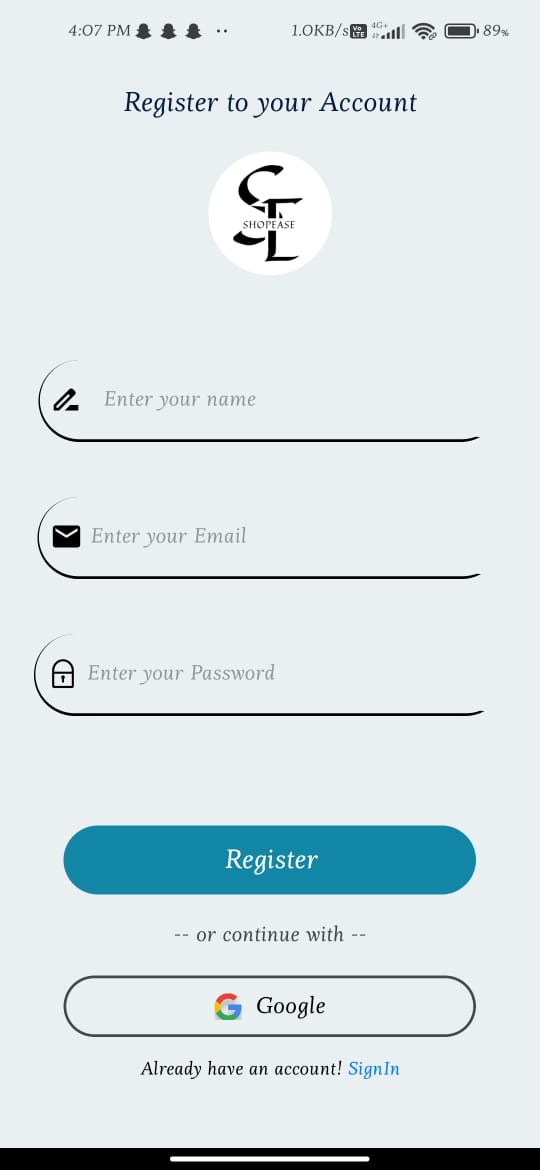 4:07 PM 1.0KB/s Vo LTE 4G+ 89%
Register to your Account
SHOPEASE
Enter your name
Enter your Email
Enter your Password
Register
-- or continue with --
Google
Already have an account! SignIn